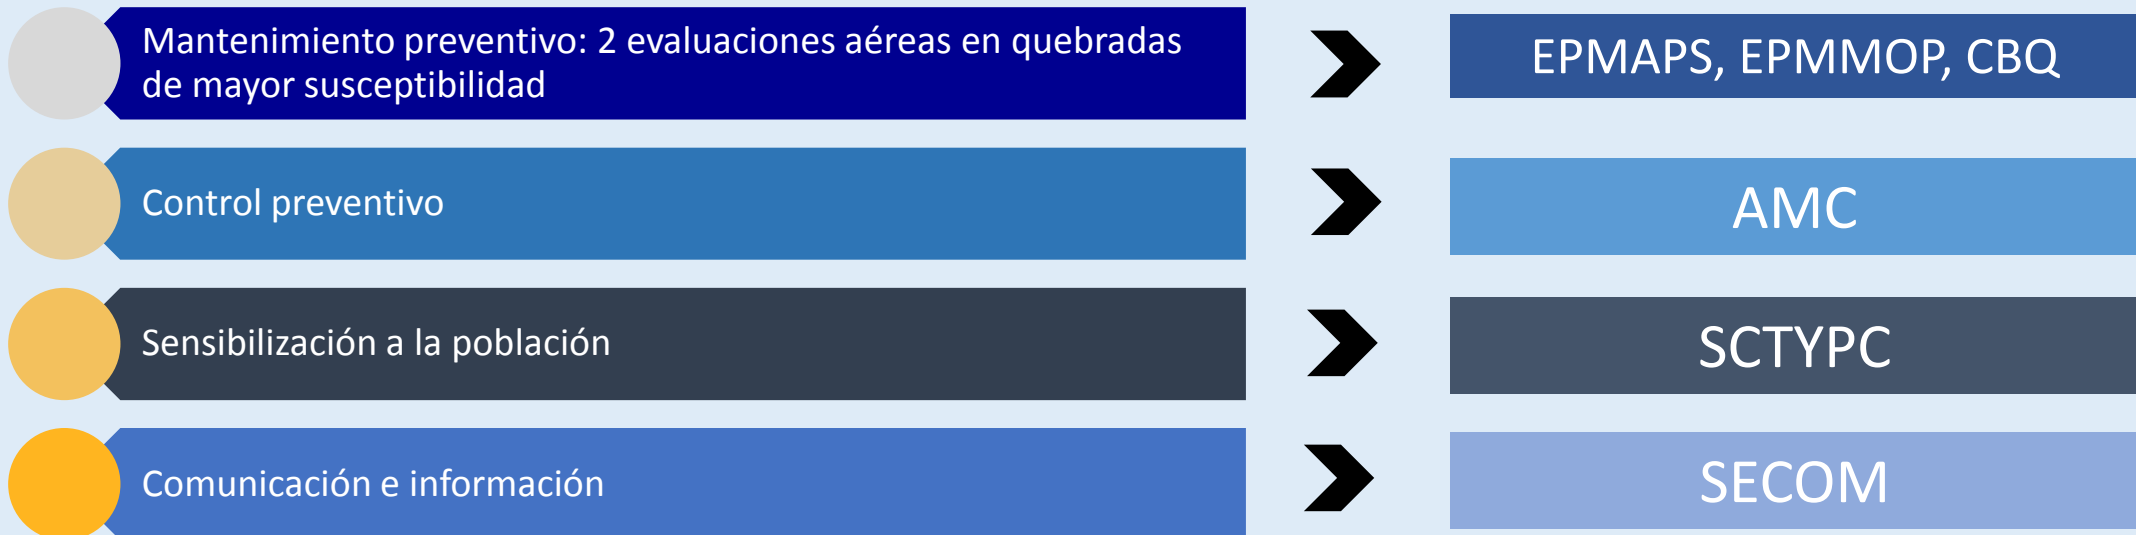 Mantenimiento preventivo: 2 evaluaciones aéreas en quebradas
de mayor susceptibilidad
EPMAPS, EPMMOP, CBQ
Control preventivo
AMC
Sensibilización a la población
SCTYPC
Comunicación e información
SECOM